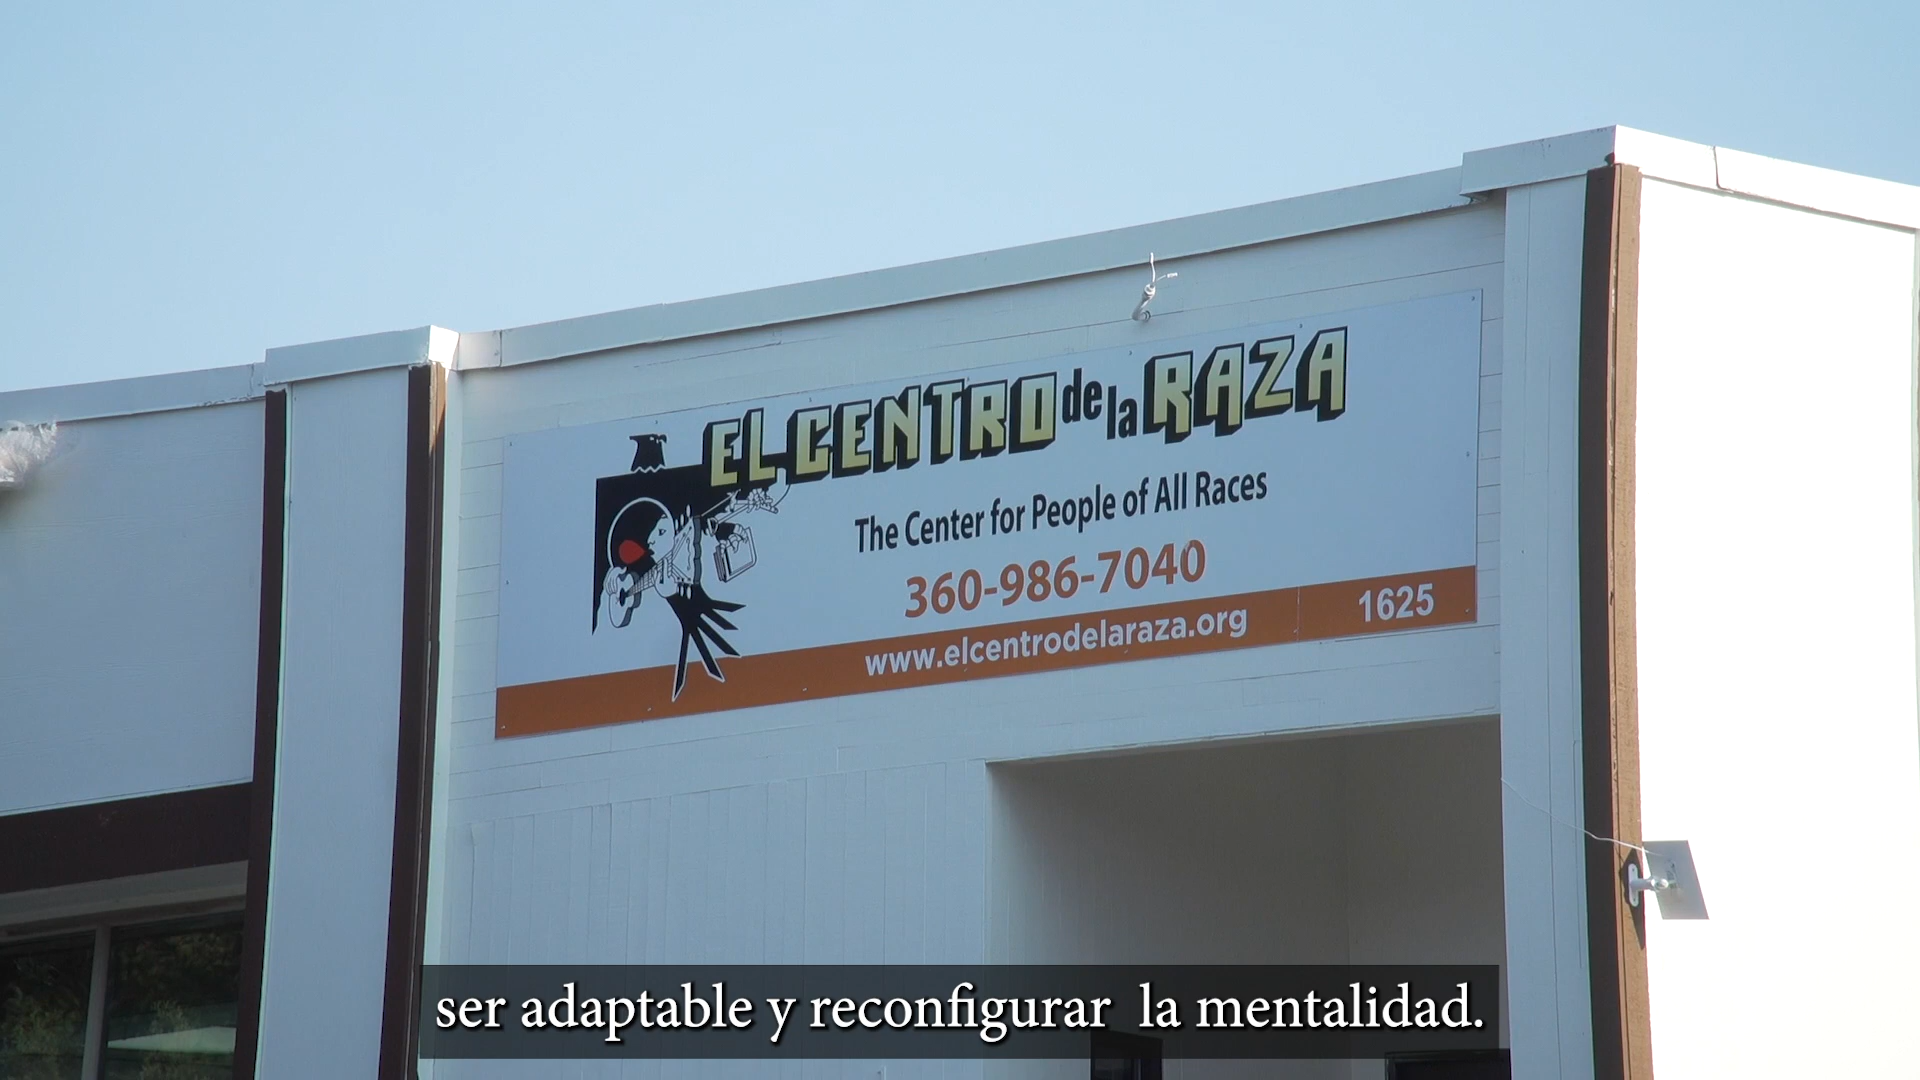 EL CENTRO de la RAZA
The Center for People of All Races
360-986-7040
www.elcentrodelaraza.org
1625
ser adaptable y reconfigurar la mentalidad.